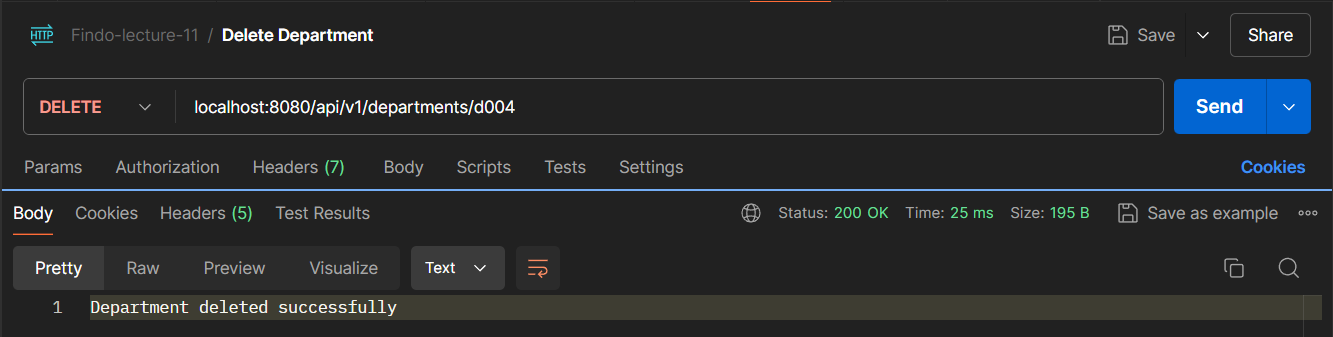 HTTP Findo-lecture-11 / Delete Department Save Share
DELETE localhost:8080/api/v1/departments/d004 Send
Params Authorization Headers (7) Body Scripts Tests Settings Cookies
Body Cookies Headers (5) Test Results Status: 200 OK Time: 25 ms Size: 195 B Save as example
Pretty Raw Preview Visualize Text
1 Department deleted successfully